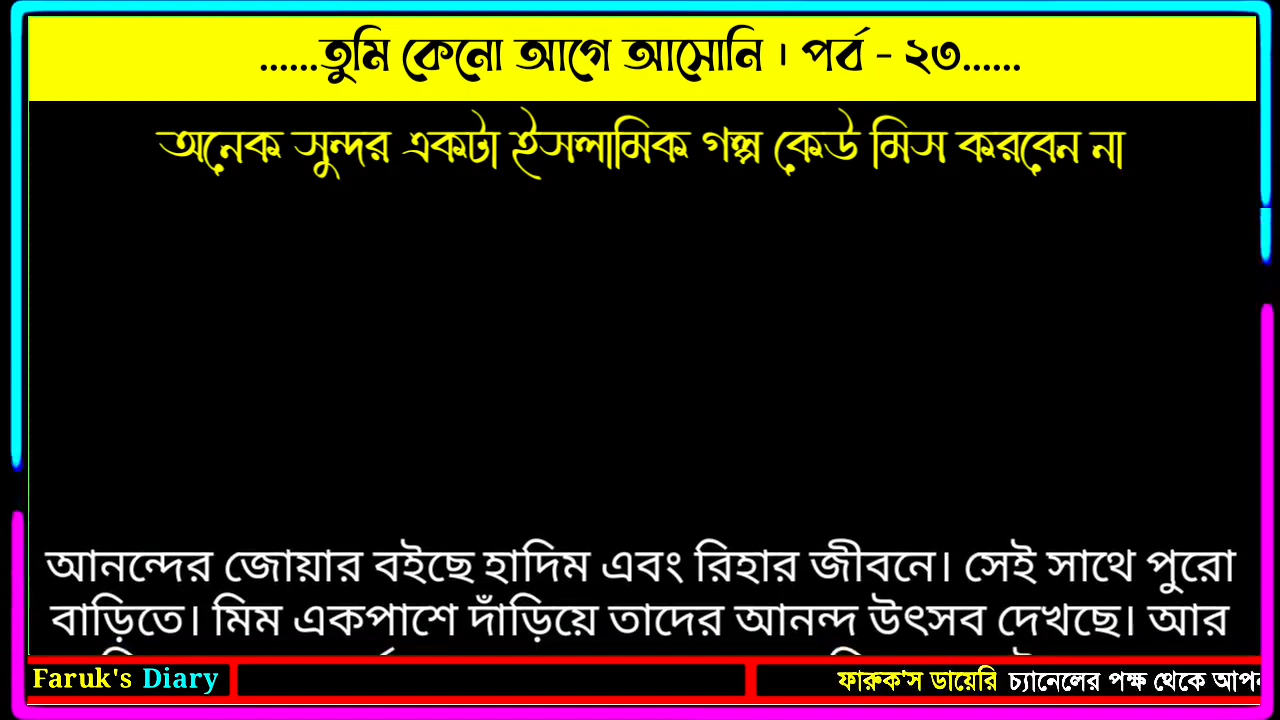 ......তুমি কেনো আগে আসোনি । পর্ব - ২৩......
অনেক সুন্দর একটা ইসলামিক গল্প কেউ মিস করবেন না
আনন্দের জোয়ার বইছে হাদিম এবং রিহার জীবনে। সেই সাথে পুরো
বাড়িতে। মিম একপাশে দাঁড়িয়ে তাদের আনন্দ উৎসব দেখছে। আর
Faruk's Diary
ফারুক'স ডায়েরি চ্যানেলের পক্ষ থেকে